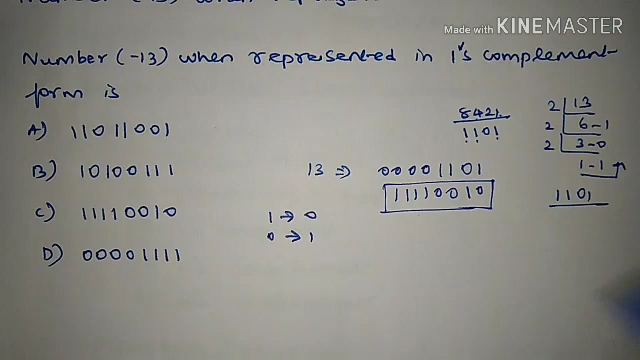 Made with KINEMASTER
Number (-13) when represented in 1's complement
form is
8421
1101
2 13
2 6-1
2 3-0
1-1
1101
A) 11011001
B) 10100111
13 ⇒ 00001101
11110010
C) 11110010
1 → 0
0 → 1
D) 00001111